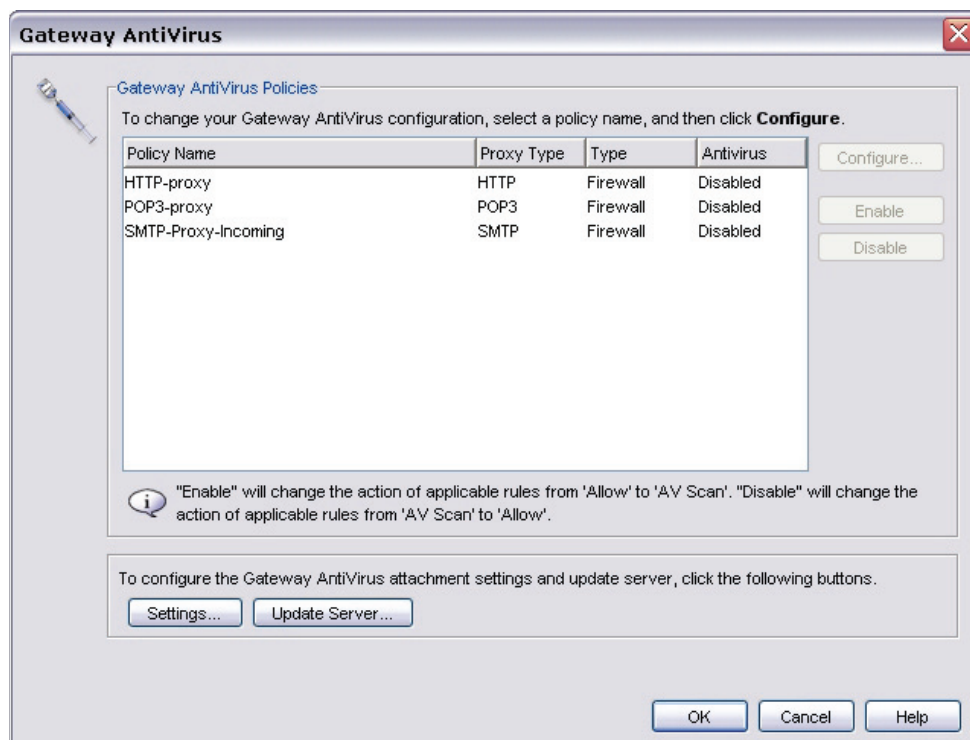 Gateway AntiVirus
Gateway AntiVirus Policies
To change your Gateway AntiVirus configuration, select a policy name, and then click Configure.
Policy Name Proxy Type Type Antivirus
HTTP-proxy HTTP Firewall Disabled
POP3-proxy POP3 Firewall Disabled
SMTP-Proxy-Incoming SMTP Firewall Disabled
Configure...
Enable
Disable
"Enable" will change the action of applicable rules from 'Allow' to 'AV Scan'. "Disable" will change the
action of applicable rules from 'AV Scan' to 'Allow'.
To configure the Gateway AntiVirus attachment settings and update server, click the following buttons.
Settings... Update Server...
OK Cancel Help